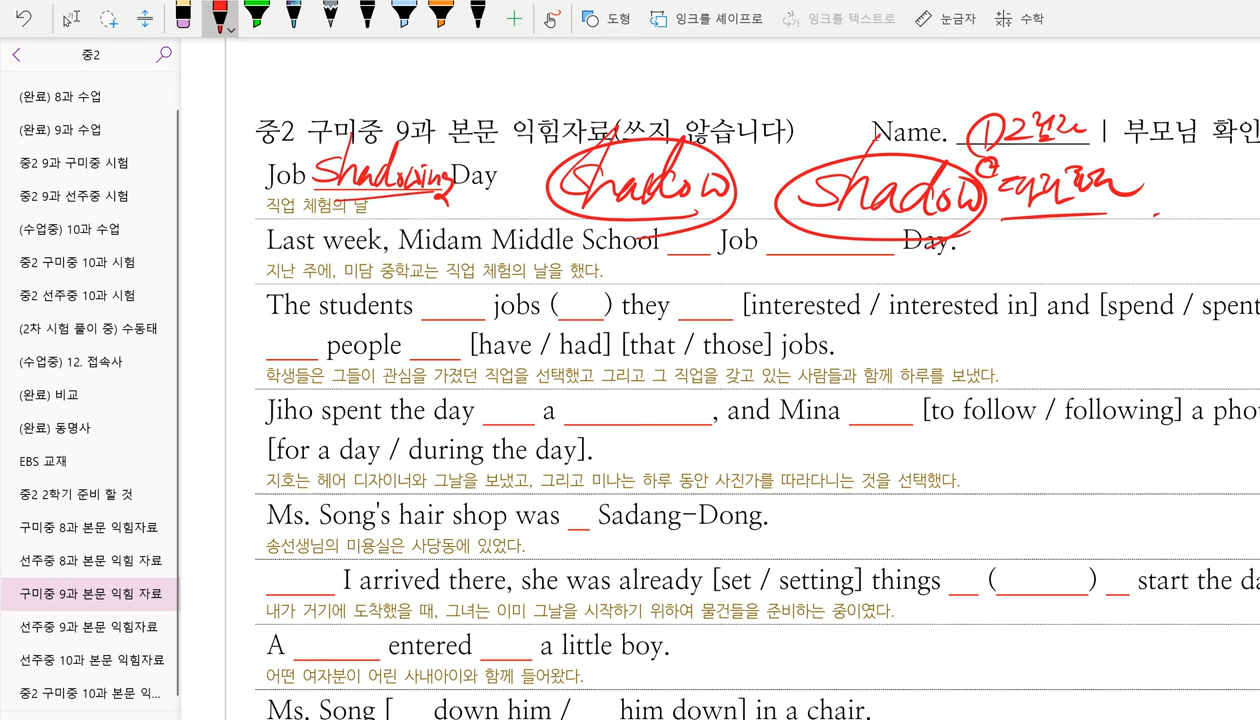 도형 잉크를 셰이프로 잉크를 텍스트로 눈금자 수학
중2
(완료) 8과 수업
(완료) 9과 수업
중2 9과 구미중 시험
중2 9과 선주중 시험
(수업중) 10과 수업
중2 구미중 10과 시험
중2 선주중 10과 시험
(2차 시험 풀이 중) 수동태
(수업중) 12. 접속사
(완료) 비교
(완료) 동명사
EBS 교재
중2 2학기 준비 할 것
구미중 8과 본문 익힘자료
선주중 8과 본문 익힘 자료
구미중 9과 본문 익힘 자료
선주중 9과 본문 익힘자료
선주중 10과 본문 익힘자료
중2 구미중 10과 본문 익...
중2 구미중 9과 본문 익힘자료(쓰지 않습니다) Name. ① 그림자 | 부모님 확인
Job Shadowing Day shadow shadow ②
직업 체험의 날
Last week, Midam Middle School ____ Job ____ Day.
지난 주에, 미담 중학교는 직업 체험의 날을 했다.
The students ____ jobs (____) they ____ [interested / interested in] and [spend / spent
____ people ____ [have / had] [that / those] jobs.
학생들은 그들이 관심을 가졌던 직업을 선택했고 그리고 그 직업을 갖고 있는 사람들과 함께 하루를 보냈다.
Jiho spent the day ____ a ____, and Mina ____ [to follow / following] a pho
[for a day / during the day].
지호는 헤어 디자이너와 그날을 보냈고, 그리고 미나는 하루 동안 사진가를 따라다니는 것을 선택했다.
Ms. Song's hair shop was __ Sadang-Dong.
송선생님의 미용실은 사당동에 있었다.
____ I arrived there, she was already [set / setting] things __ (____) __ start the da
내가 거기에 도착했을 때, 그녀는 이미 그날을 시작하기 위하여 물건들을 준비하는 중이였다.
A ____ entered ____ a little boy.
어떤 여자분이 어린 사내아이와 함께 들어왔다.
Ms. Song [__ down him / __ him down] in a chair.